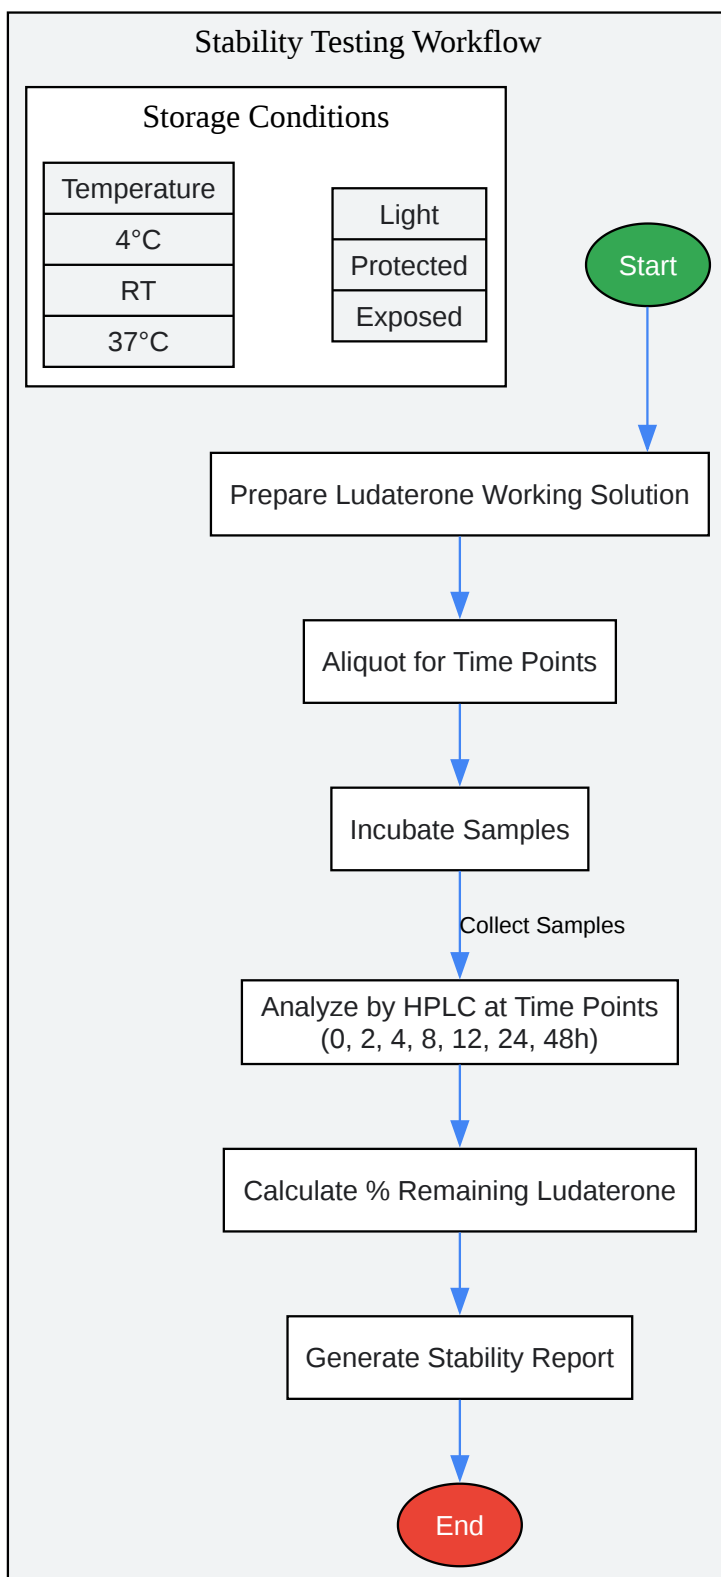 Stability Testing Workflow
Storage Conditions
Temperature
4°C
RT
37°C
Light
Protected
Exposed
Start
Prepare Ludaterone Working Solution
Aliquot for Time Points
Incubate Samples
Collect Samples
Analyze by HPLC at Time Points
(0, 2, 4, 8, 12, 24, 48h)
Calculate % Remaining Ludaterone
Generate Stability Report
End